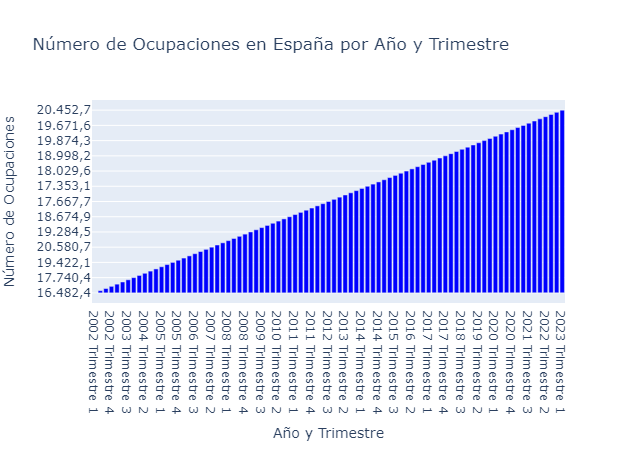 Número de Ocupaciones en España por Año y Trimestre
Número de Ocupaciones
20.452,7
19.671,6
19.874,3
18.998,2
18.029,6
17.353,1
17.667,7
18.674,9
19.284,5
20.580,7
19.422,1
17.740,4
16.482,4
2002 Trimestre 1
2002 Trimestre 4
2003 Trimestre 3
2004 Trimestre 2
2005 Trimestre 1
2005 Trimestre 4
2006 Trimestre 3
2007 Trimestre 2
2008 Trimestre 1
2008 Trimestre 4
2009 Trimestre 3
2010 Trimestre 2
2011 Trimestre 1
2011 Trimestre 4
2012 Trimestre 3
2013 Trimestre 2
2014 Trimestre 1
2014 Trimestre 4
2015 Trimestre 3
2016 Trimestre 2
2017 Trimestre 1
2017 Trimestre 4
2018 Trimestre 3
2019 Trimestre 2
2020 Trimestre 1
2020 Trimestre 4
2021 Trimestre 3
2022 Trimestre 2
2023 Trimestre 1
Año y Trimestre